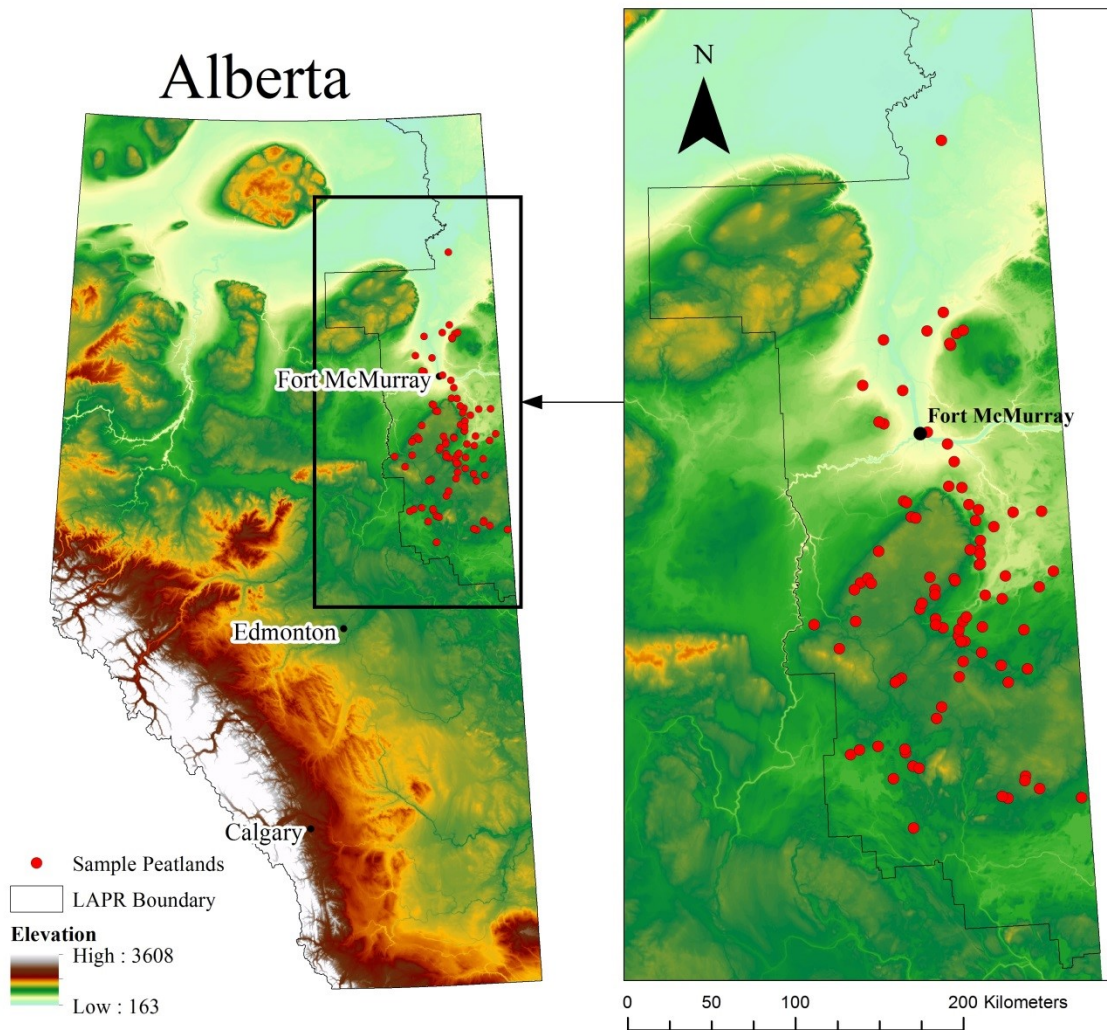 Alberta
Fort McMurray
Edmonton
Calgary
Sample Peatlands
LAPR Boundary
Elevation
High : 3608
Low : 163
N
Fort McMurray
0 50 100 200 Kilometers